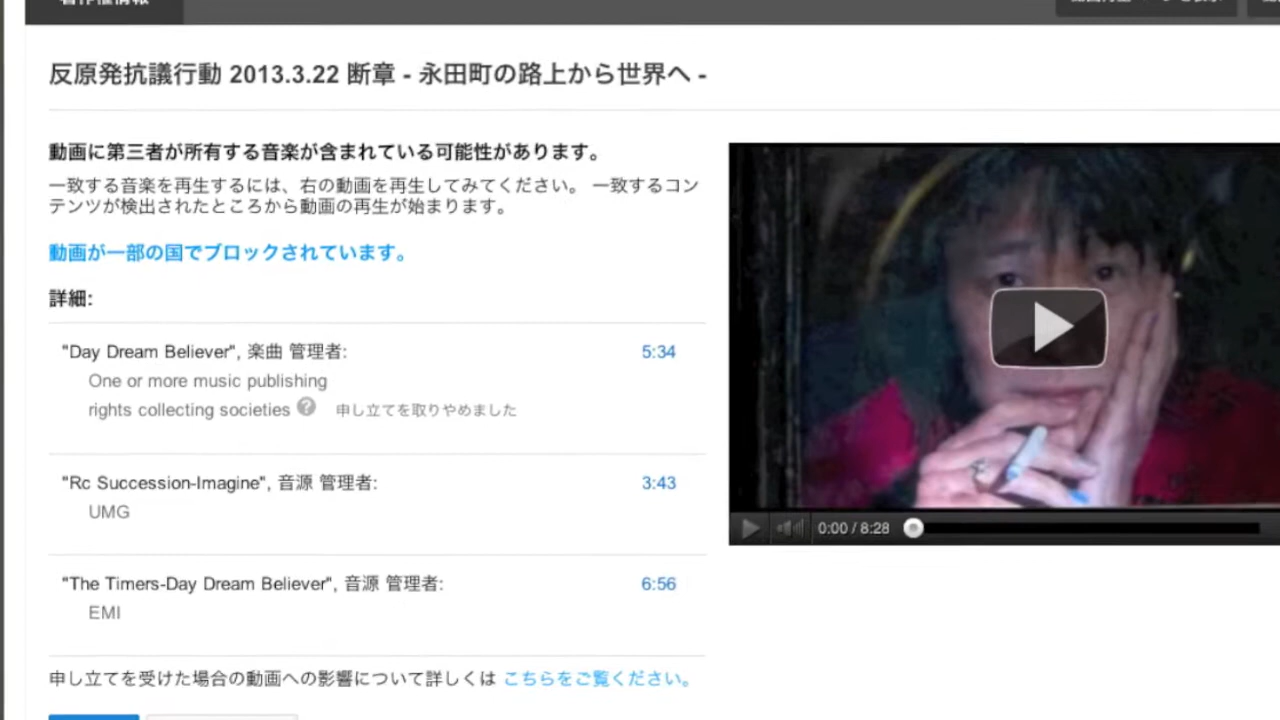 反原発抗議行動 2013.3.22 断章 - 永田町の路上から世界へ -
動画に第三者が所有する音楽が含まれている可能性があります。
一致する音楽を再生するには、右の動画を再生してみてください。 一致するコン
テンツが検出されたところから動画の再生が始まります。
動画が一部の国でブロックされています。
詳細:
"Day Dream Believer", 楽曲 管理者: 5:34
One or more music publishing
rights collecting societies ? 申し立てを取りやめました
"Rc Succession-Imagine", 音源 管理者: 3:43
UMG
"The Timers-Day Dream Believer", 音源 管理者: 6:56
EMI
申し立てを受けた場合の動画への影響について詳しくは こちらをご覧ください。
0:00 / 8:28